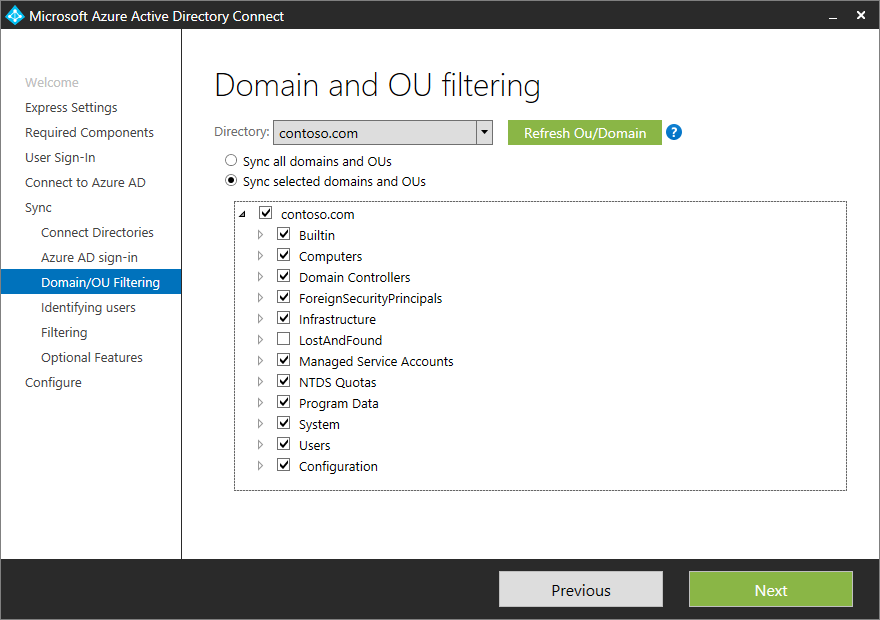 Microsoft Azure Active Directory Connect
Welcome
Express Settings
Required Components
User Sign-In
Connect to Azure AD
Sync
Connect Directories
Azure AD sign-in
Domain/OU Filtering
Identifying users
Filtering
Optional Features
Configure
Domain and OU filtering
Directory: contoso.com Refresh Ou/Domain ?
Sync all domains and OUs
Sync selected domains and OUs
contoso.com
Builtin
Computers
Domain Controllers
ForeignSecurityPrincipals
Infrastructure
LostAndFound
Managed Service Accounts
NTDS Quotas
Program Data
System
Users
Configuration
Previous Next